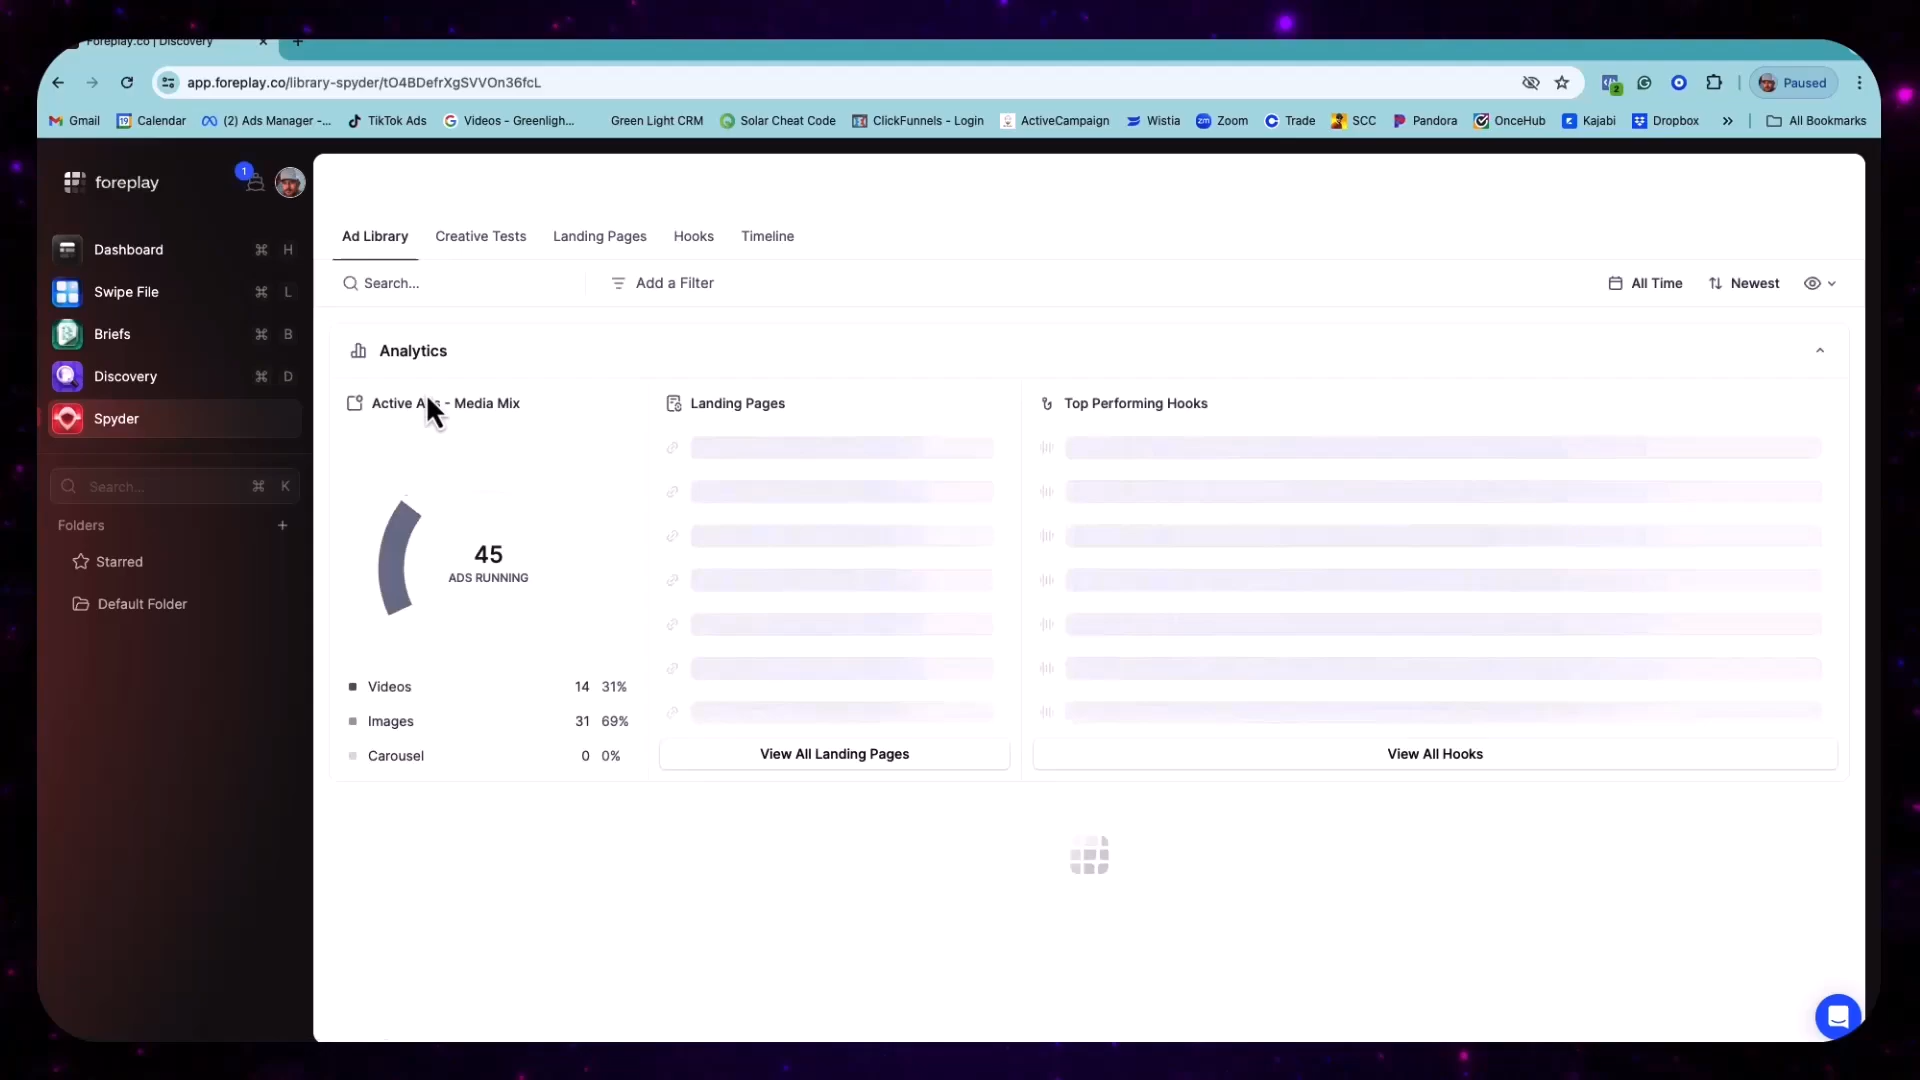 Foreplay.co | Discovery
app.foreplay.co/library-spyder/tO4BDefrXgSVVOn36fcL
2
Paused
Gmail
19 Calendar
(2) Ads Manager -...
TikTok Ads
Videos - Greenligh...
Green Light CRM
Solar Cheat Code
ClickFunnels - Login
ActiveCampaign
Wistia
zm Zoom
Trade
SCC
Pandora
OnceHub
Kajabi
Dropbox
All Bookmarks
foreplay
1
Dashboard ⌘ H
Swipe File ⌘ L
Briefs ⌘ B
Discovery ⌘ D
Spyder
Search... ⌘ K
Folders +
Starred
Default Folder
Ad Library Creative Tests Landing Pages Hooks Timeline
Search... Add a Filter All Time Newest
Analytics
Active - Media Mix
45
ADS RUNNING
Videos 14 31%
Images 31 69%
Carousel 0 0%
Landing Pages
View All Landing Pages
Top Performing Hooks
View All Hooks